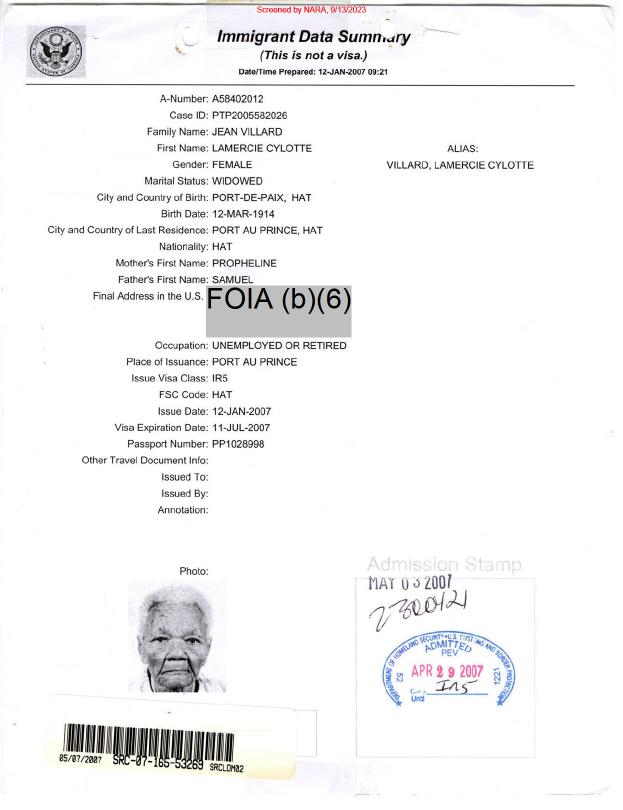 Screened by NARA, 9/13/2023
Immigrant Data Summary
(This is not a visa.)
Date/Time Prepared: 12-JAN-2007 09:21
A-Number: A58402012
Case ID: PTP2005582026
Family Name: JEAN VILLARD
First Name: LAMERCIE CYLOTTE
ALIAS:
Gender: FEMALE
VILLARD, LAMERCIE CYLOTTE
Marital Status: WIDOWED
City and Country of Birth: PORT-DE-PAIX, HAT
Birth Date: 12-MAR-1914
City and Country of Last Residence: PORT AU PRINCE, HAT
Nationality: HAT
Mother's First Name: PROPHELINE
Father's First Name: SAMUEL
Final Address in the U.S. FOIA (b)(6)
Occupation: UNEMPLOYED OR RETIRED
Place of Issuance: PORT AU PRINCE
Issue Visa Class: IR5
FSC Code: HAT
Issue Date: 12-JAN-2007
Visa Expiration Date: 11-JUL-2007
Passport Number: PP1028998
Other Travel Document Info:
Issued To:
Issued By:
Annotation:
Photo:
Admission Stamp
MAY 03 2007
DEPARTMENT OF HOMELAND SECURITY • U.S. CUSTOMS AND BORDER PROTECTION
ADMITTED
PEV
52 APR 29 2007 1221
Until
05/07/2007 SRC-07-165-53269 SRCLDM02